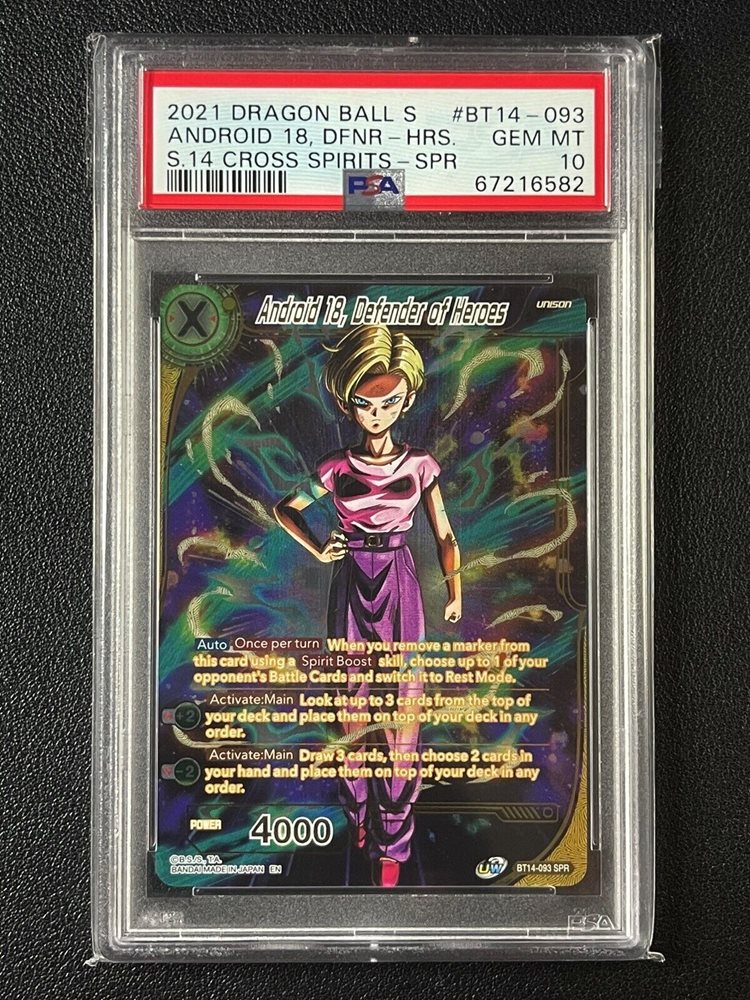 2021 DRAGON BALL S #BT14-093
ANDROID 18, DFNR-HRS. GEM MT
S.14 CROSS SPIRITS-SPR 10
PSA 67216582
X Android 18, Defender of Heroes UNISON
Auto Once per turn When you remove a marker from
this card using a Spirit Boost skill, choose up to 1 of your
opponent's Battle Cards and switch it to Rest Mode.
Activate:Main Look at up to 3 cards from the top of
+2 your deck and place them on top of your deck in any
order.
Activate:Main Draw 3 cards, then choose 2 cards in
-2 your hand and place them on top of your deck in any
order.
POWER 4000
©B.S./S., T.A.
BANDAI MADE IN JAPAN EN UW BT14-093 SPR
PSA